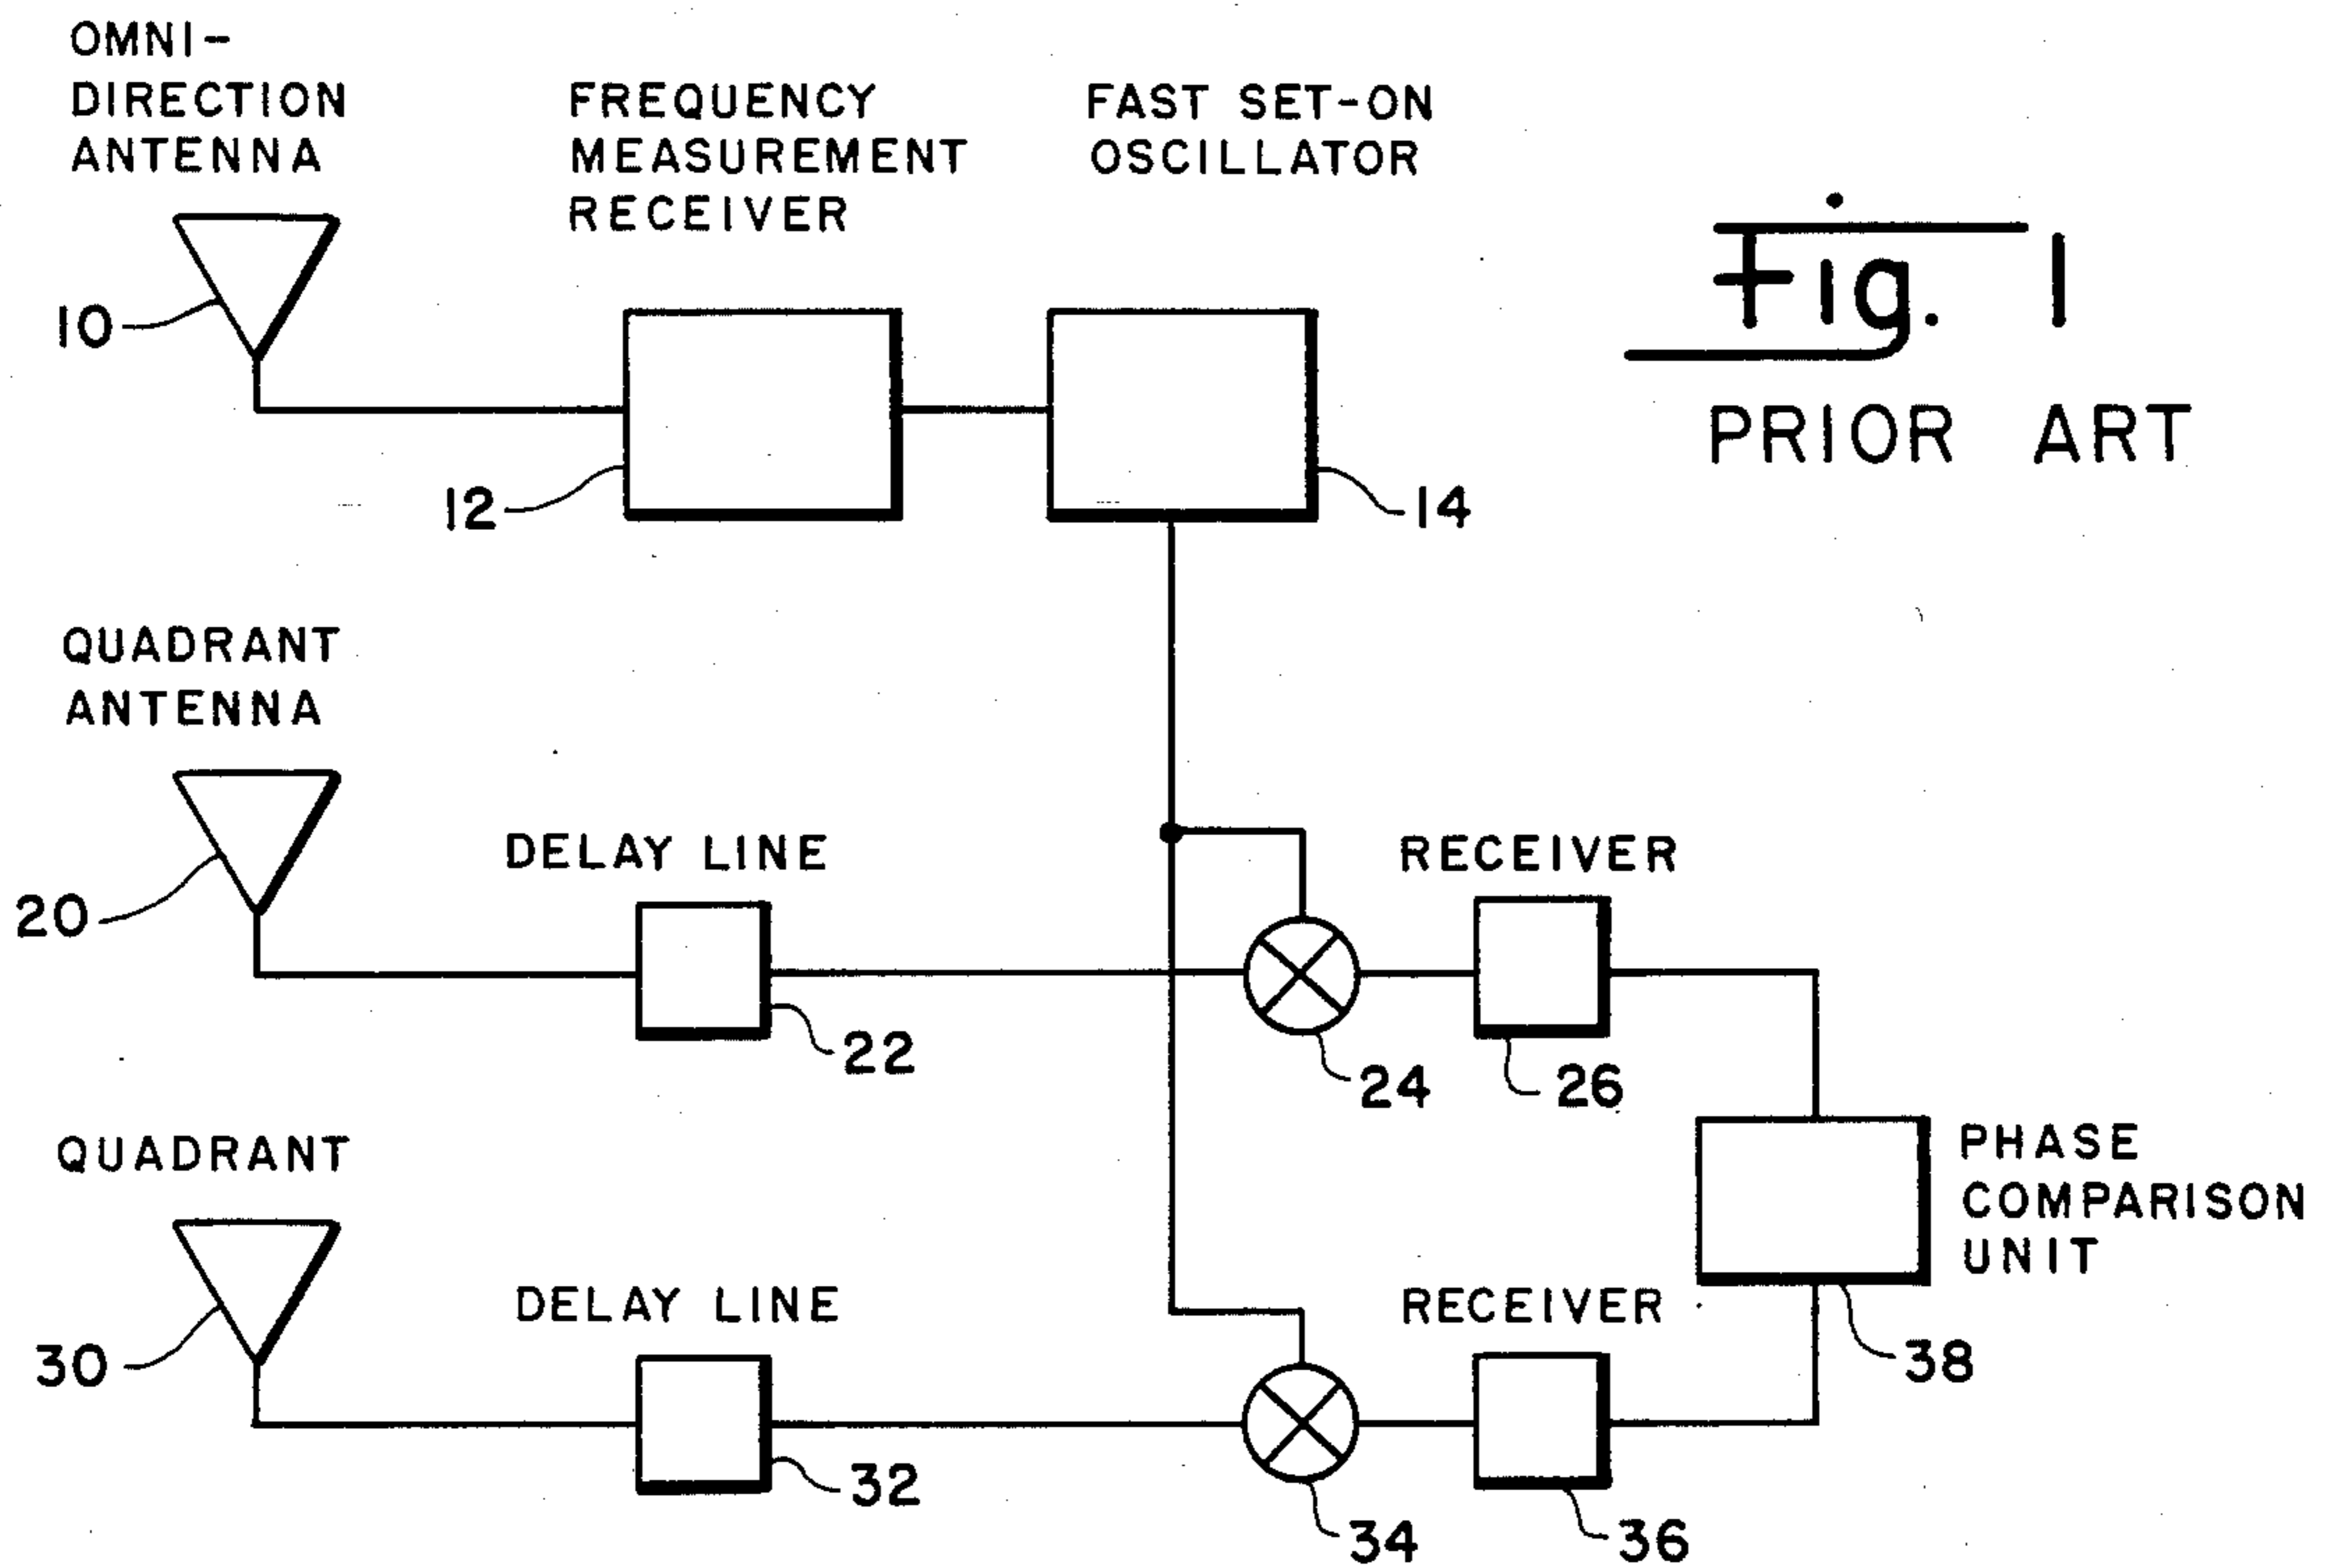 OMNI-
DIRECTION
ANTENNA
FREQUENCY
MEASUREMENT
RECEIVER
FAST SET-ON
OSCILLATOR
Fig. 1
PRIOR ART
10
12
14
QUADRANT
ANTENNA
DELAY LINE
RECEIVER
20
22
24
26
QUADRANT
PHASE
COMPARISON
UNIT
DELAY LINE
RECEIVER
30
38
32
34
36